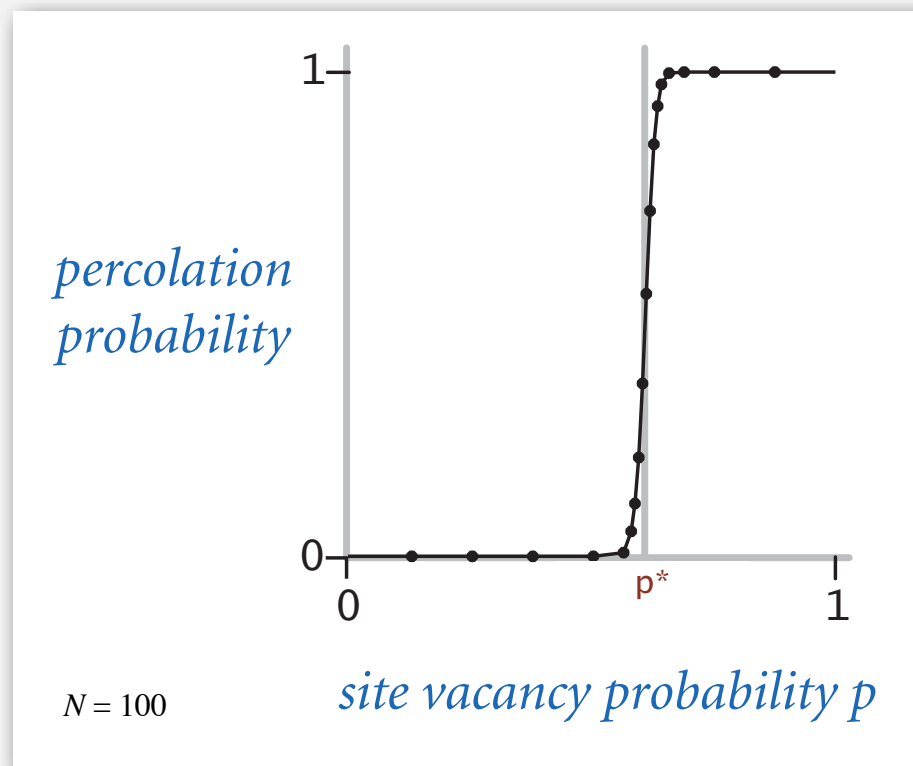 1
percolation
probability
0
p*
0
1
site vacancy probability p
N = 100